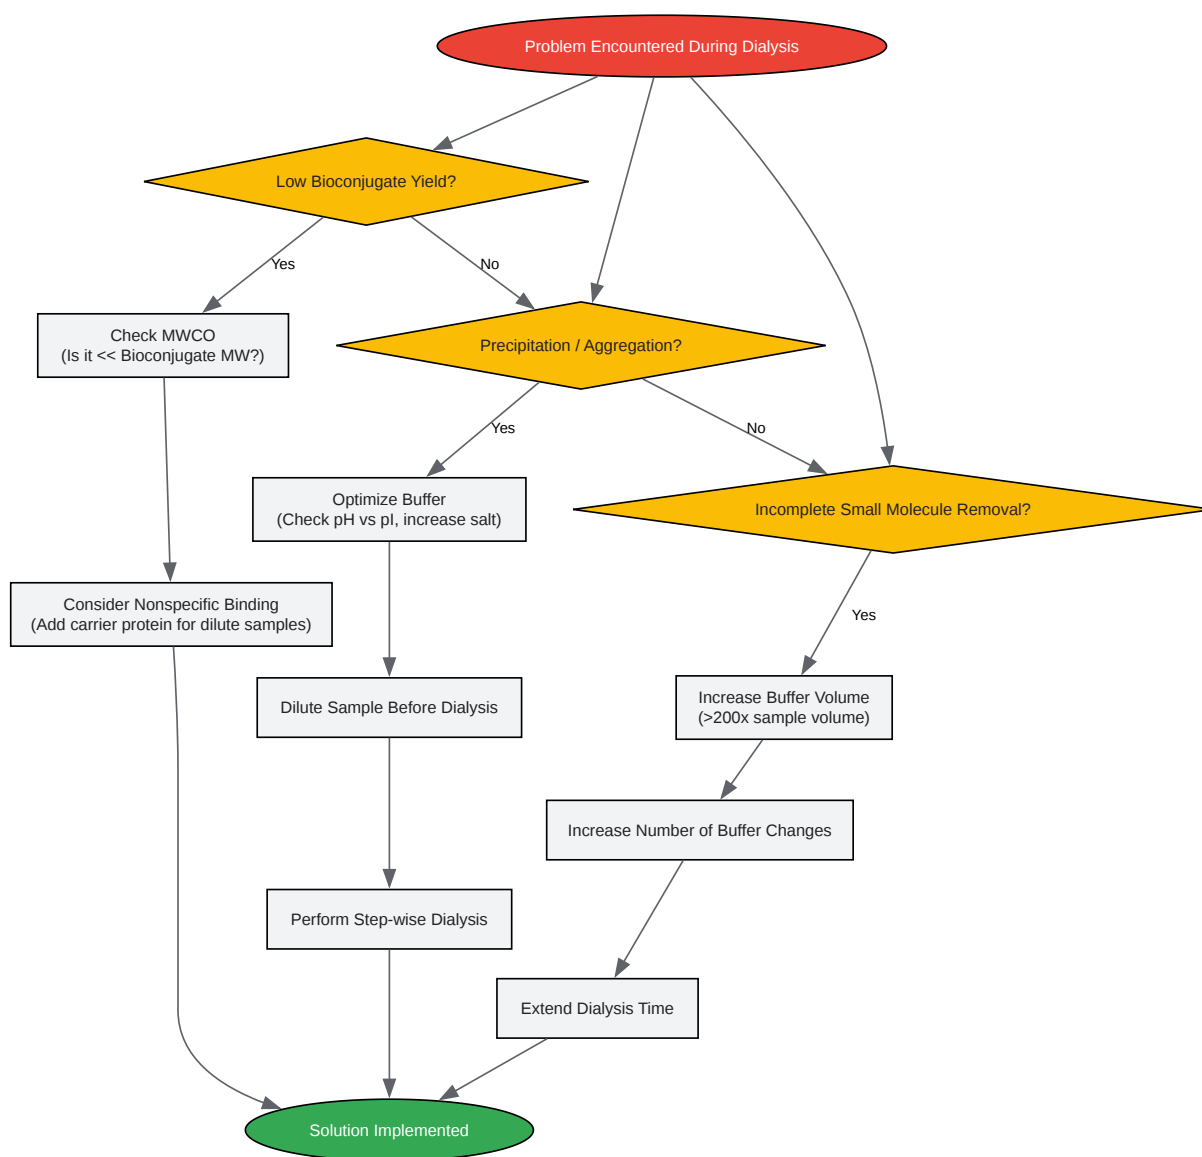 Problem Encountered During Dialysis
Low Bioconjugate Yield?
Yes
No
Check MWCO
(Is it << Bioconjugate MW?)
Precipitation / Aggregation?
Yes
No
Optimize Buffer
(Check pH vs pI, increase salt)
Incomplete Small Molecule Removal?
Consider Nonspecific Binding
(Add carrier protein for dilute samples)
Yes
Dilute Sample Before Dialysis
Increase Buffer Volume
(>200x sample volume)
Increase Number of Buffer Changes
Perform Step-wise Dialysis
Extend Dialysis Time
Solution Implemented